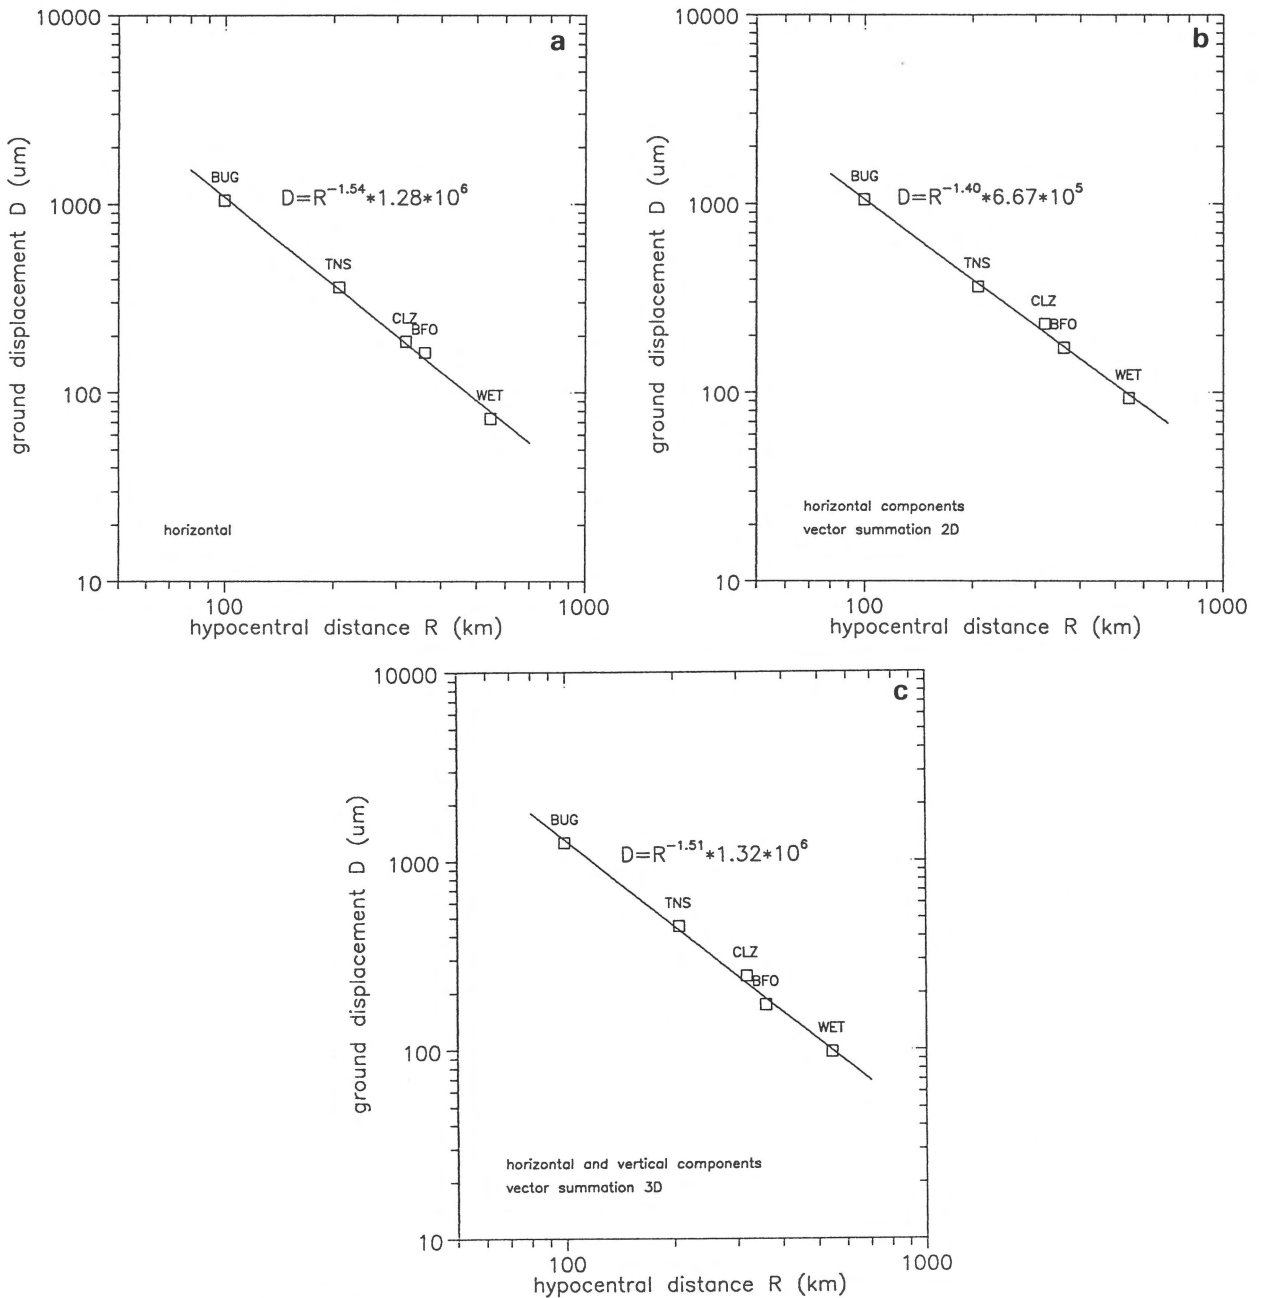 a
10000
1000
100
10
ground displacement D (um)
BUG
D=R^-1.54*1.28*10^6
TNS
CLZ
BFO
WET
horizontal
100
1000
hypocentral distance R (km)
b
10000
1000
100
10
ground displacement D (um)
BUG
D=R^-1.40*6.67*10^5
TNS
CLZ
BFO
WET
horizontal components
vector summation 2D
100
1000
hypocentral distance R (km)
c
10000
1000
100
10
ground displacement D (um)
BUG
D=R^-1.51*1.32*10^6
TNS
CLZ
BFO
WET
horizontal and vertical components
vector summation 3D
100
1000
hypocentral distance R (km)